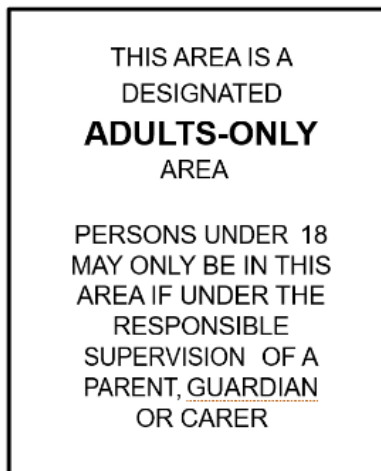 THIS AREA IS A
DESIGNATED
ADULTS-ONLY
AREA
PERSONS UNDER 18
MAY ONLY BE IN THIS
AREA IF UNDER THE
RESPONSIBLE
SUPERVISION OF A
PARENT, GUARDIAN
OR CARER